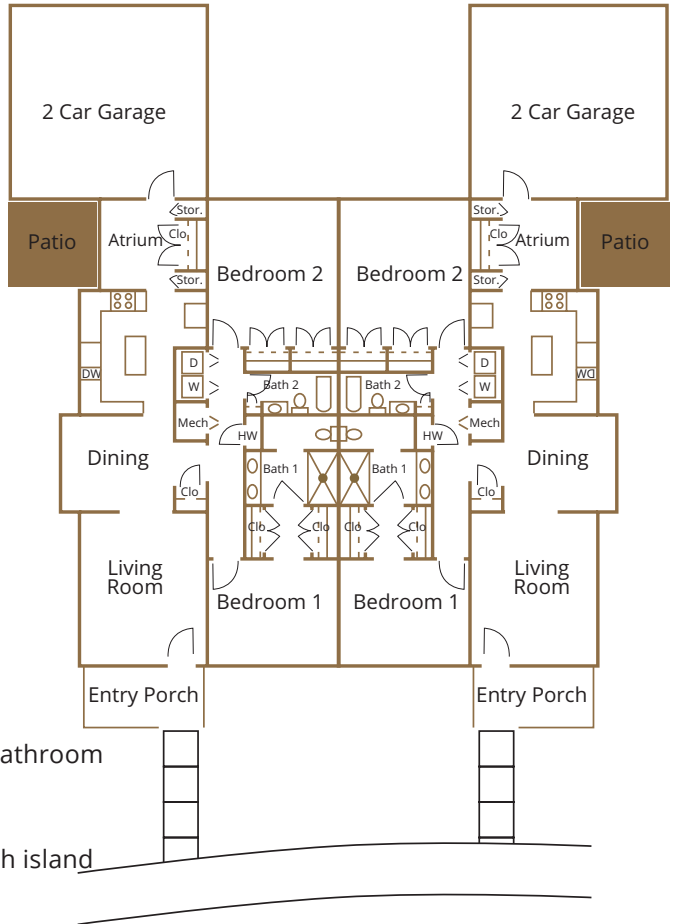 2 Car Garage
2 Car Garage
Stor.
Stor.
Patio
Atrium
Clo
Clo
Atrium
Patio
Bedroom 2
Bedroom 2
Stor.
Stor.
D
D
DW
W
Bath 2
Bath 2
W
DW
Mech
HW
HW
Mech
Dining
Bath 1
Bath 1
Dining
Clo
Clo
Clo
Clo
Clo
Clo
Living
Room
Living
Room
Bedroom 1
Bedroom 1
Entry Porch
Entry Porch
athroom
h island